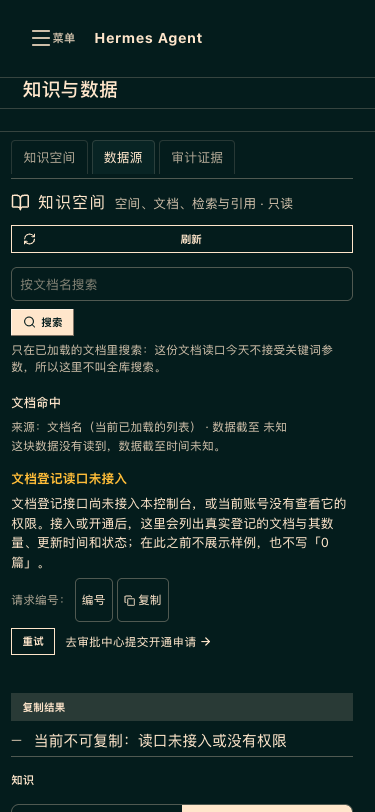 菜单 Hermes Agent
知识与数据
知识空间 数据源 审计证据
知识空间 空间、文档、检索与引用 · 只读
刷新
按文档名搜索
搜索
只在已加载的文档里搜索：这份文档读口今天不接受关键词参
数，所以这里不叫全库搜索。
文档命中
来源：文档名（当前已加载的列表） · 数据截至 未知
这块数据没有读到，数据截至时间未知。
文档登记读口未接入
文档登记接口尚未接入本控制台，或当前账号没有查看它的
权限。接入或开通后，这里会列出真实登记的文档与其数
量、更新时间和状态；在此之前不展示样例，也不写「0
篇」。
请求编号： 编号 复制
重试 去审批中心提交开通申请 →
复制结果
— 当前不可复制：读口未接入或没有权限
知识